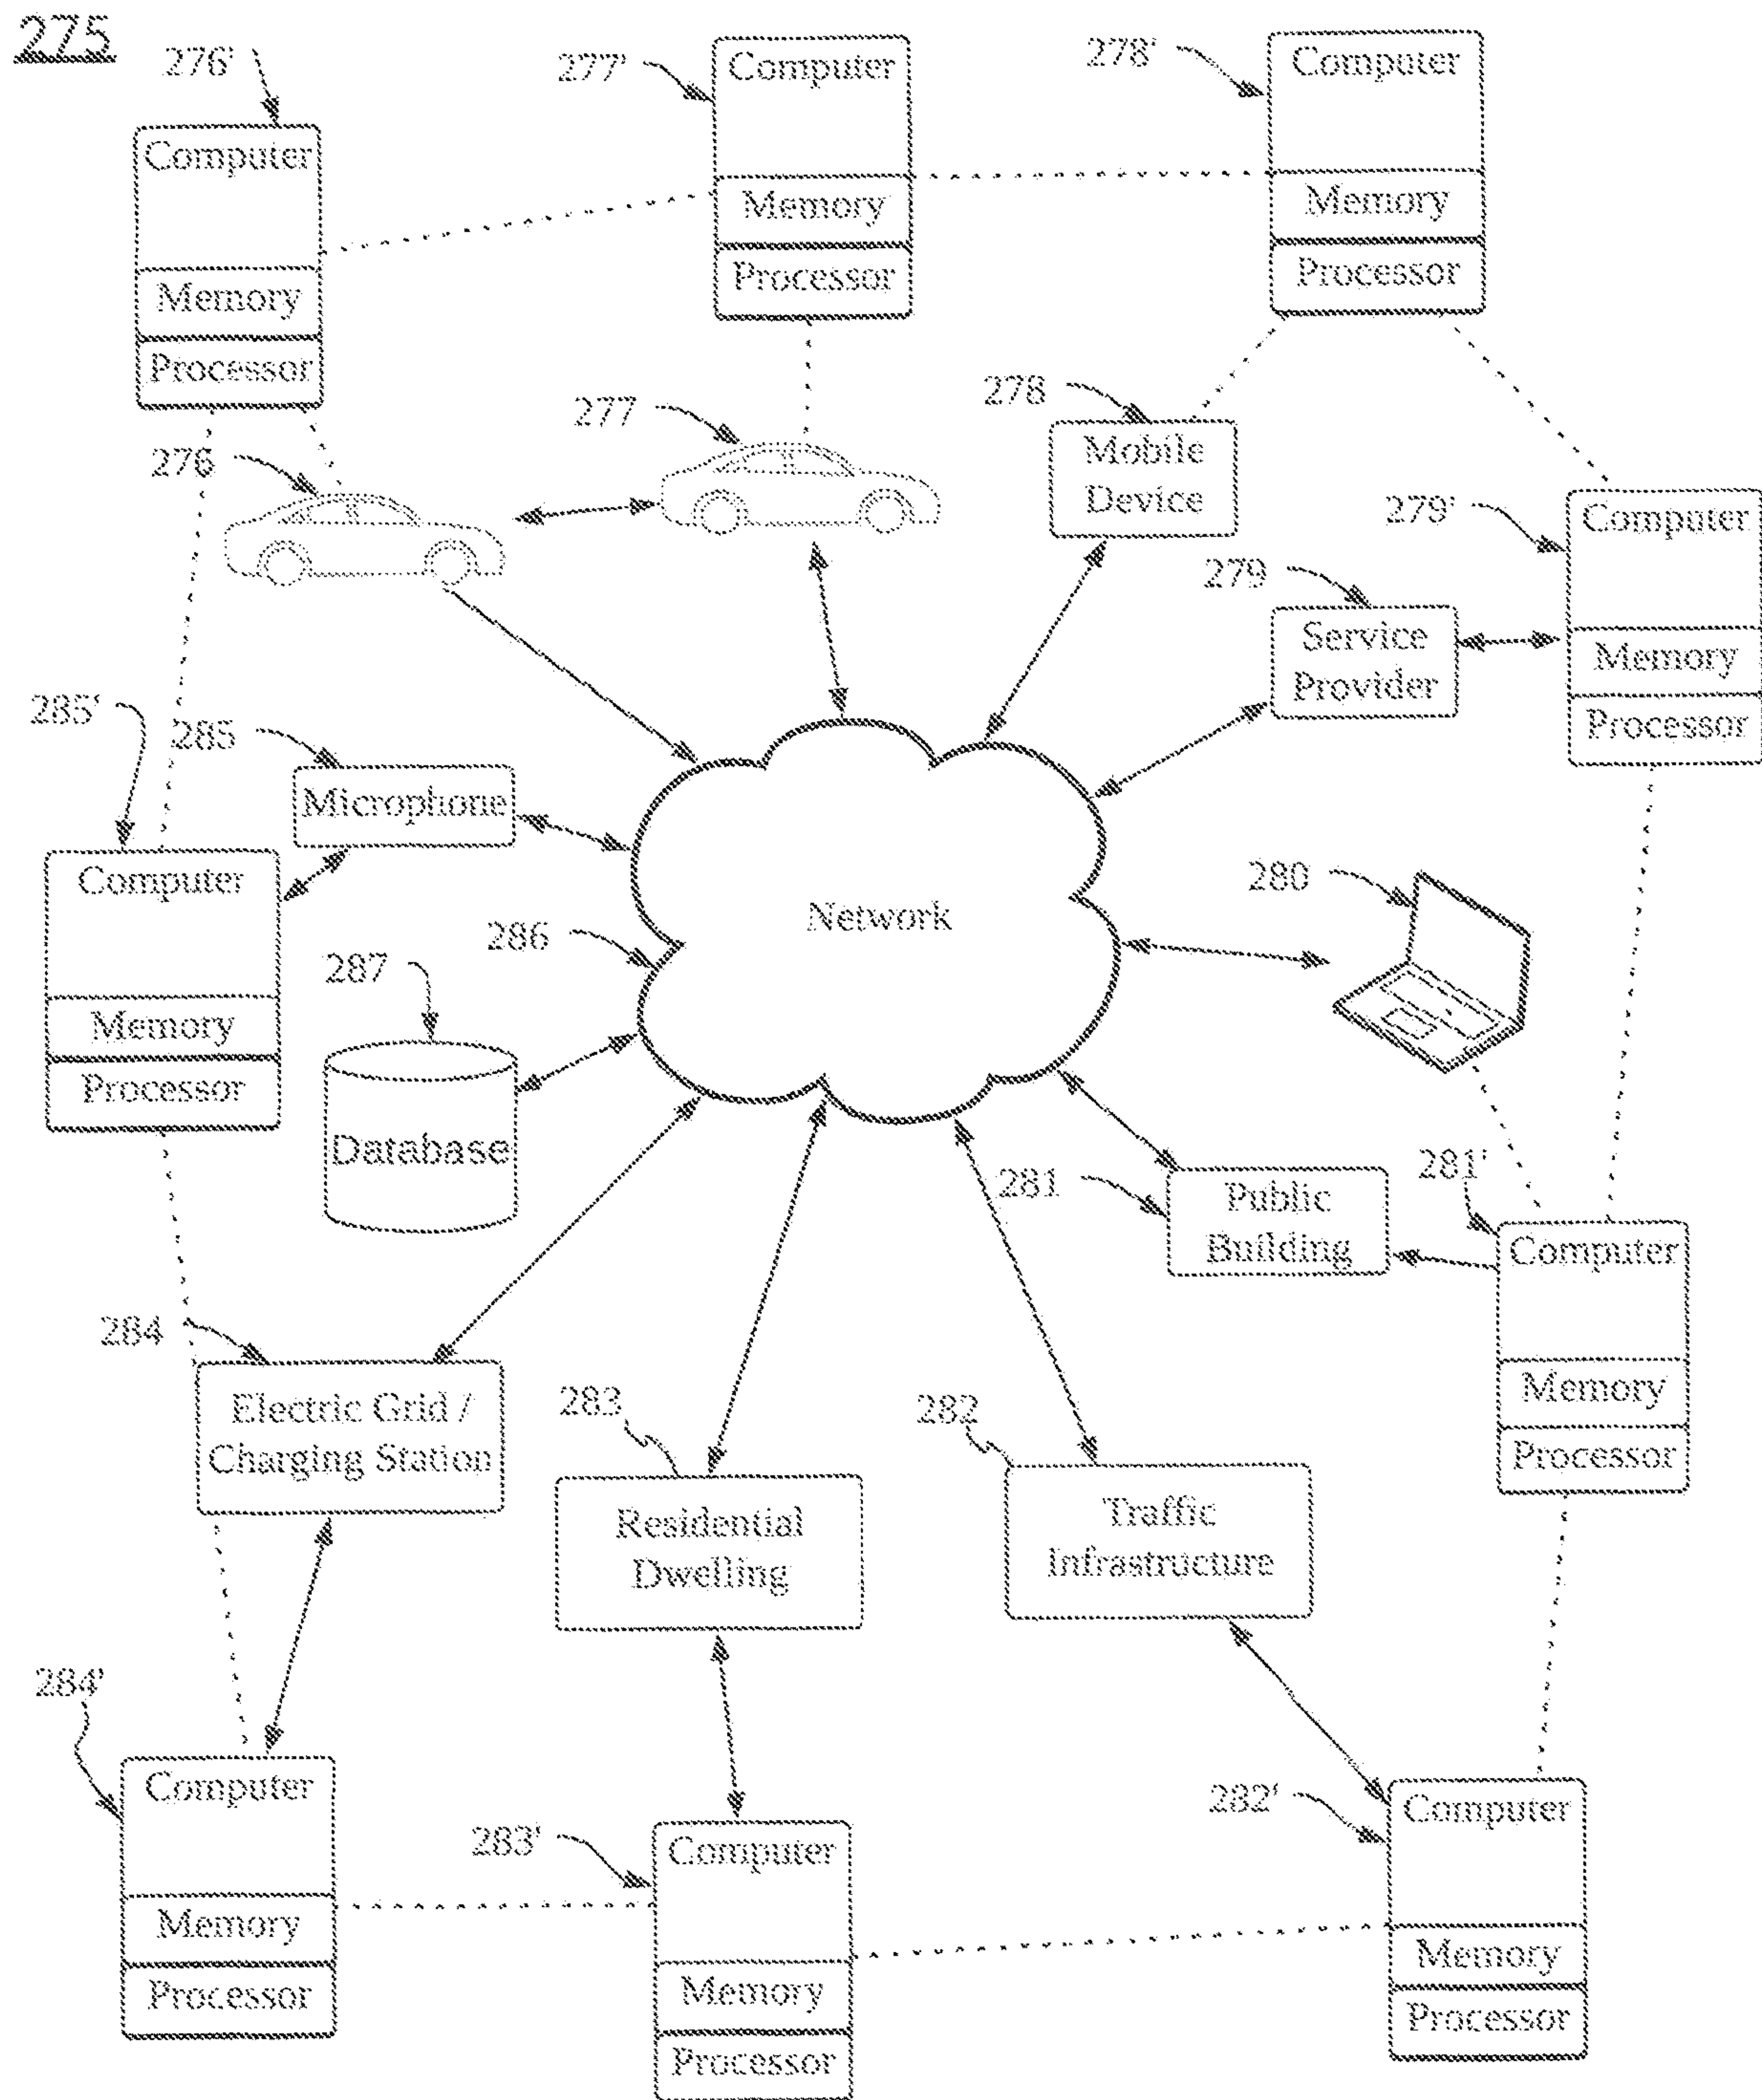 275
276'
Computer
Memory
Processor
277'
Computer
Memory
Processor
278'
Computer
Memory
Processor
276
277
278
Mobile
Device
279'
Computer
Memory
Processor
279
Service
Provider
285'
285
Microphone
Computer
Memory
Processor
286
Network
280
287
Database
281
Public
Building
281'
Computer
Memory
Processor
284
Electric Grid /
Charging Station
283
Residential
Dwelling
282
Traffic
Infrastructure
284'
Computer
Memory
Processor
283'
Computer
Memory
Processor
282'
Computer
Memory
Processor